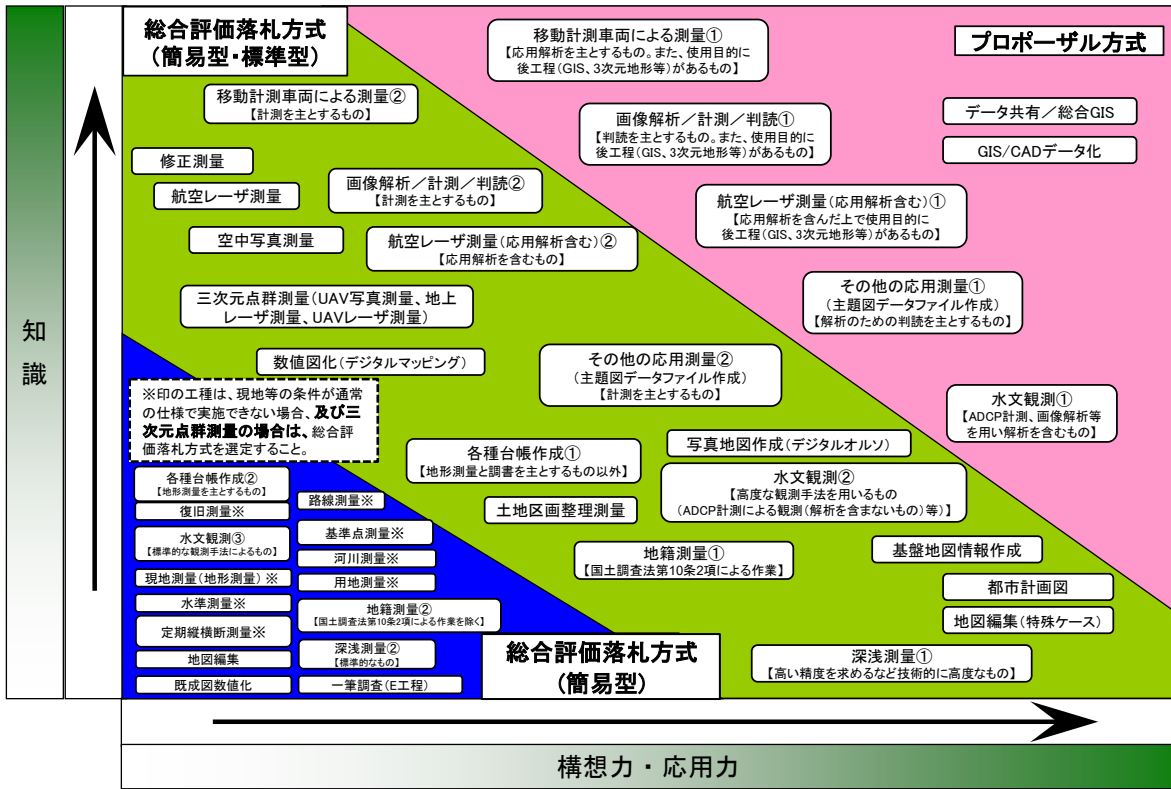 総合評価落札方式
(簡易型・標準型)
プロポーザル方式
移動計測車両による測量①
【応用解析を主とするもの。また、使用目的に
後工程(GIS、3次元地形等)があるもの】
移動計測車両による測量②
【計測を主とするもの】
画像解析／計測／判読①
【判読を主とするもの。また、使用目的に
後工程(GIS、3次元地形等)があるもの】
データ共有／総合GIS
GIS/CADデータ化
修正測量
航空レーザ測量
画像解析／計測／判読②
【計測を主とするもの】
航空レーザ測量(応用解析含む)①
【応用解析を含んだ上で使用目的に
後工程(GIS、3次元地形等)があるもの】
空中写真測量
航空レーザ測量(応用解析含む)②
【応用解析を含むもの】
三次元点群測量(UAV写真測量、地上
レーザ測量、UAVレーザ測量)
その他の応用測量①
(主題図データファイル作成)
【解析のための判読を主とするもの】
数値図化(デジタルマッピング)
その他の応用測量②
(主題図データファイル作成)
【計測を主とするもの】
※印の工種は、現地等の条件が通常
の仕様で実施できない場合、及び三
次元点群測量の場合は、総合評
価落札方式を選定すること。
水文観測①
【ADCP計測、画像解析等
を用い解析を含むもの】
各種台帳作成①
【地形測量と調書を主とするもの以外】
写真地図作成(デジタルオルソ)
水文観測②
【高度な観測手法を用いるもの
(ADCP計測による観測(解析を含まないもの)等)】
土地区画整理測量
地籍測量①
【国土調査法第10条2項による作業】
基盤地図情報作成
都市計画図
地図編集(特殊ケース)
深浅測量①
【高い精度を求めるなど技術的に高度なもの】
各種台帳作成②
【地形測量を主とするもの】
復旧測量※
水文観測③
【標準的な観測手法によるもの】
現地測量(地形測量)※
水準測量※
定期縦横断測量※
地図編集
既成図数値化
路線測量※
基準点測量※
河川測量※
用地測量※
地籍測量②
【国土調査法第10条2項による作業を除く】
深浅測量②
【標準的なもの】
一筆調査(E工程)
総合評価落札方式
(簡易型)
知
識
構想力・応用力